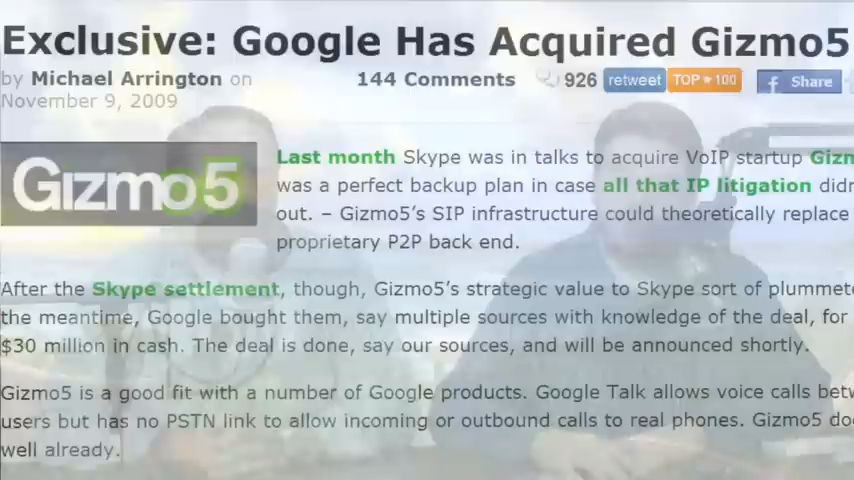 Exclusive: Google Has Acquired Gizmo5
by Michael Arrington on
November 9, 2009
144 Comments 926 retweet TOP 100 f Share
Gizmo5
Last month Skype was in talks to acquire VoIP startup
was a perfect backup plan in case all that IP litigation
out. – Gizmo5's SIP infrastructure could theoretically replace
proprietary P2P back end.
After the Skype settlement, though, Gizmo5's strategic value to Skype sort of
the meantime, Google bought them, say multiple sources with knowledge of the deal, for
$30 million in cash. The deal is done, say our sources, and will be announced shortly.
Gizmo5 is a good fit with a number of Google products. Google Talk allows voice calls
users but has no PSTN link to allow incoming or outbound calls to real phones. Gizmo5
well already.